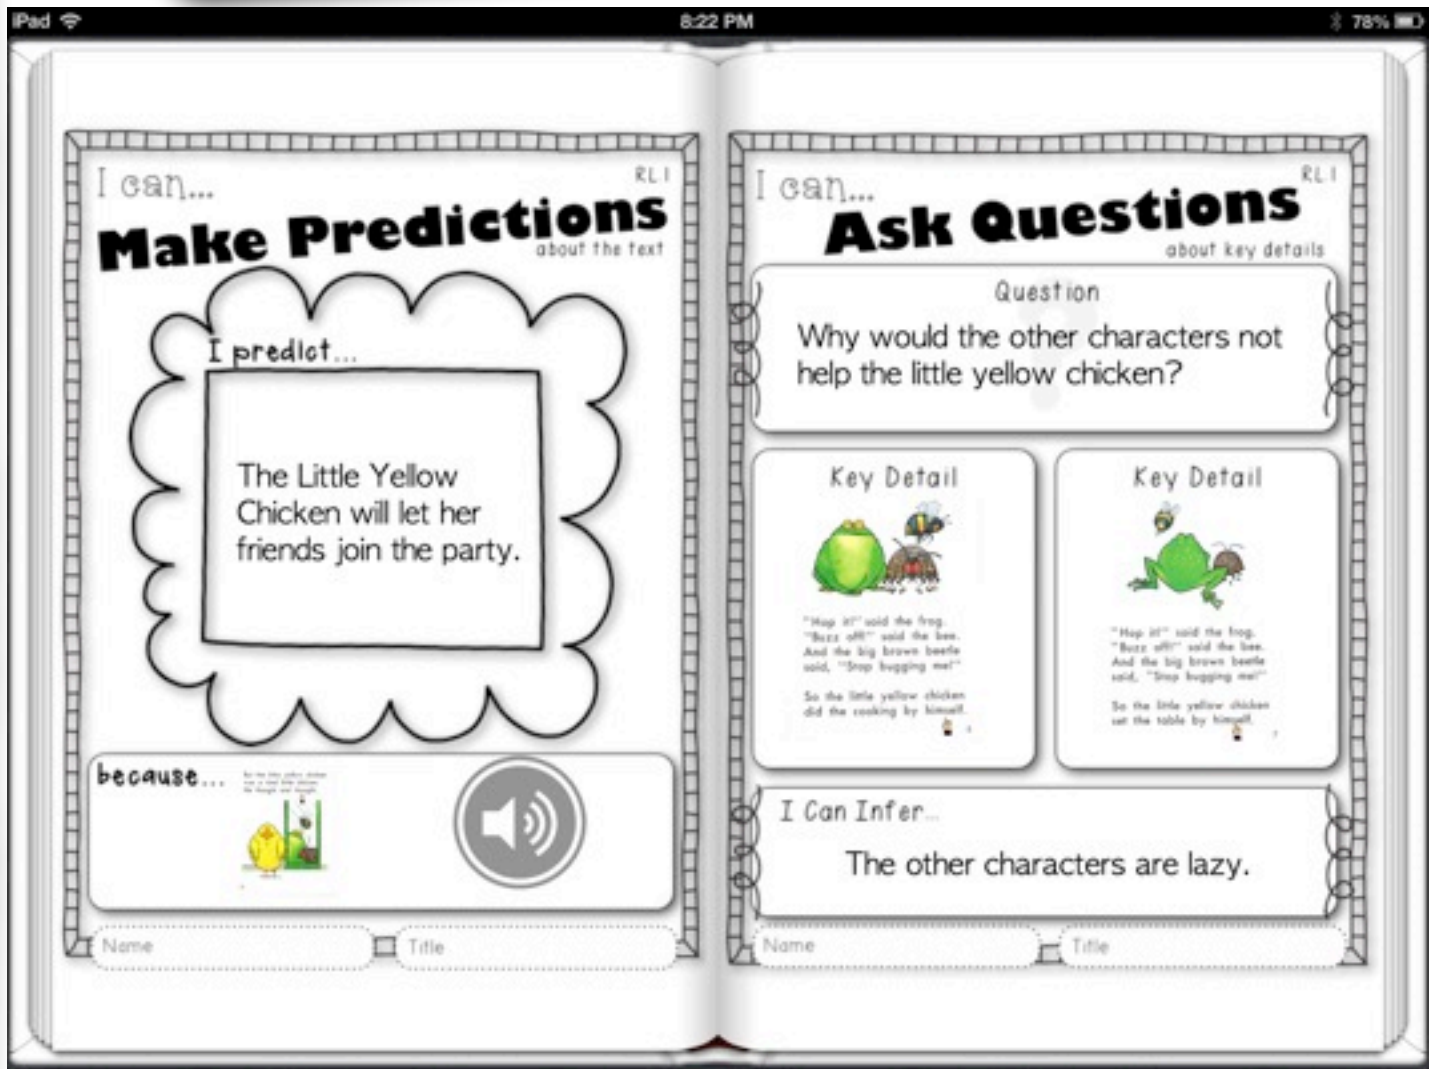 iPad
8:22 PM
78%
I can...
RL.1
Make Predictions
about the text
I predict...
The Little Yellow
Chicken will let her
friends join the party.
because...
Name
Title
I can...
RL.1
Ask Questions
about key details
Question
Why would the other characters not
help the little yellow chicken?
Key Detail
"Hop it!" said the frog.
"Buzz off!" said the bee.
And the big brown beetle
said, "Stop bugging me!"
So the little yellow chicken
did the cooking by himself.
Key Detail
"Hop it!" said the frog.
"Buzz off!" said the bee.
And the big brown beetle
said, "Stop bugging me!"
So the little yellow chicken
set the table by himself.
I Can Infer...
The other characters are lazy.
Name
Title